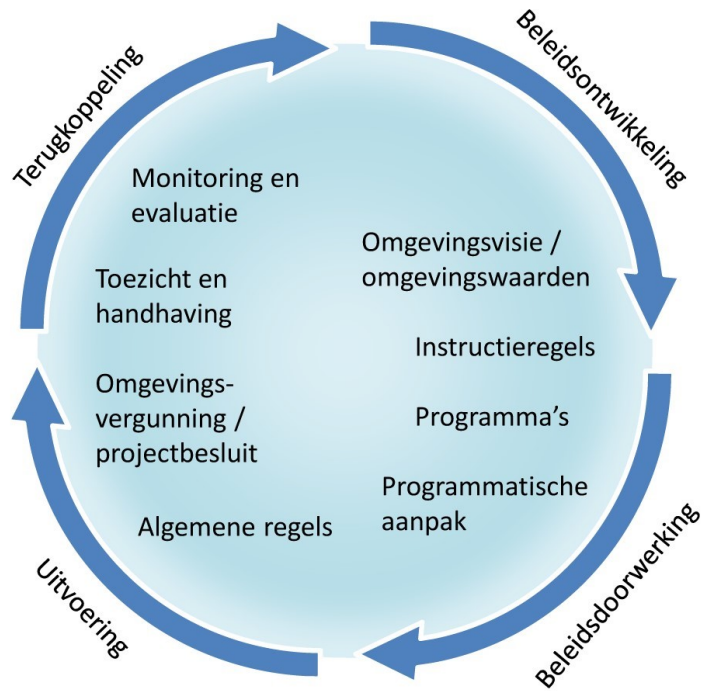 Terugkoppeling
Beleidsontwikkeling
Monitoring en
evaluatie
Omgevingsvisie /
omgevingswaarden
Toezicht en
handhaving
Instructieregels
Omgevings-
vergunning /
projectbesluit
Programma's
Programmatische
aanpak
Algemene regels
Uitvoering
Beleidsdoorwerking